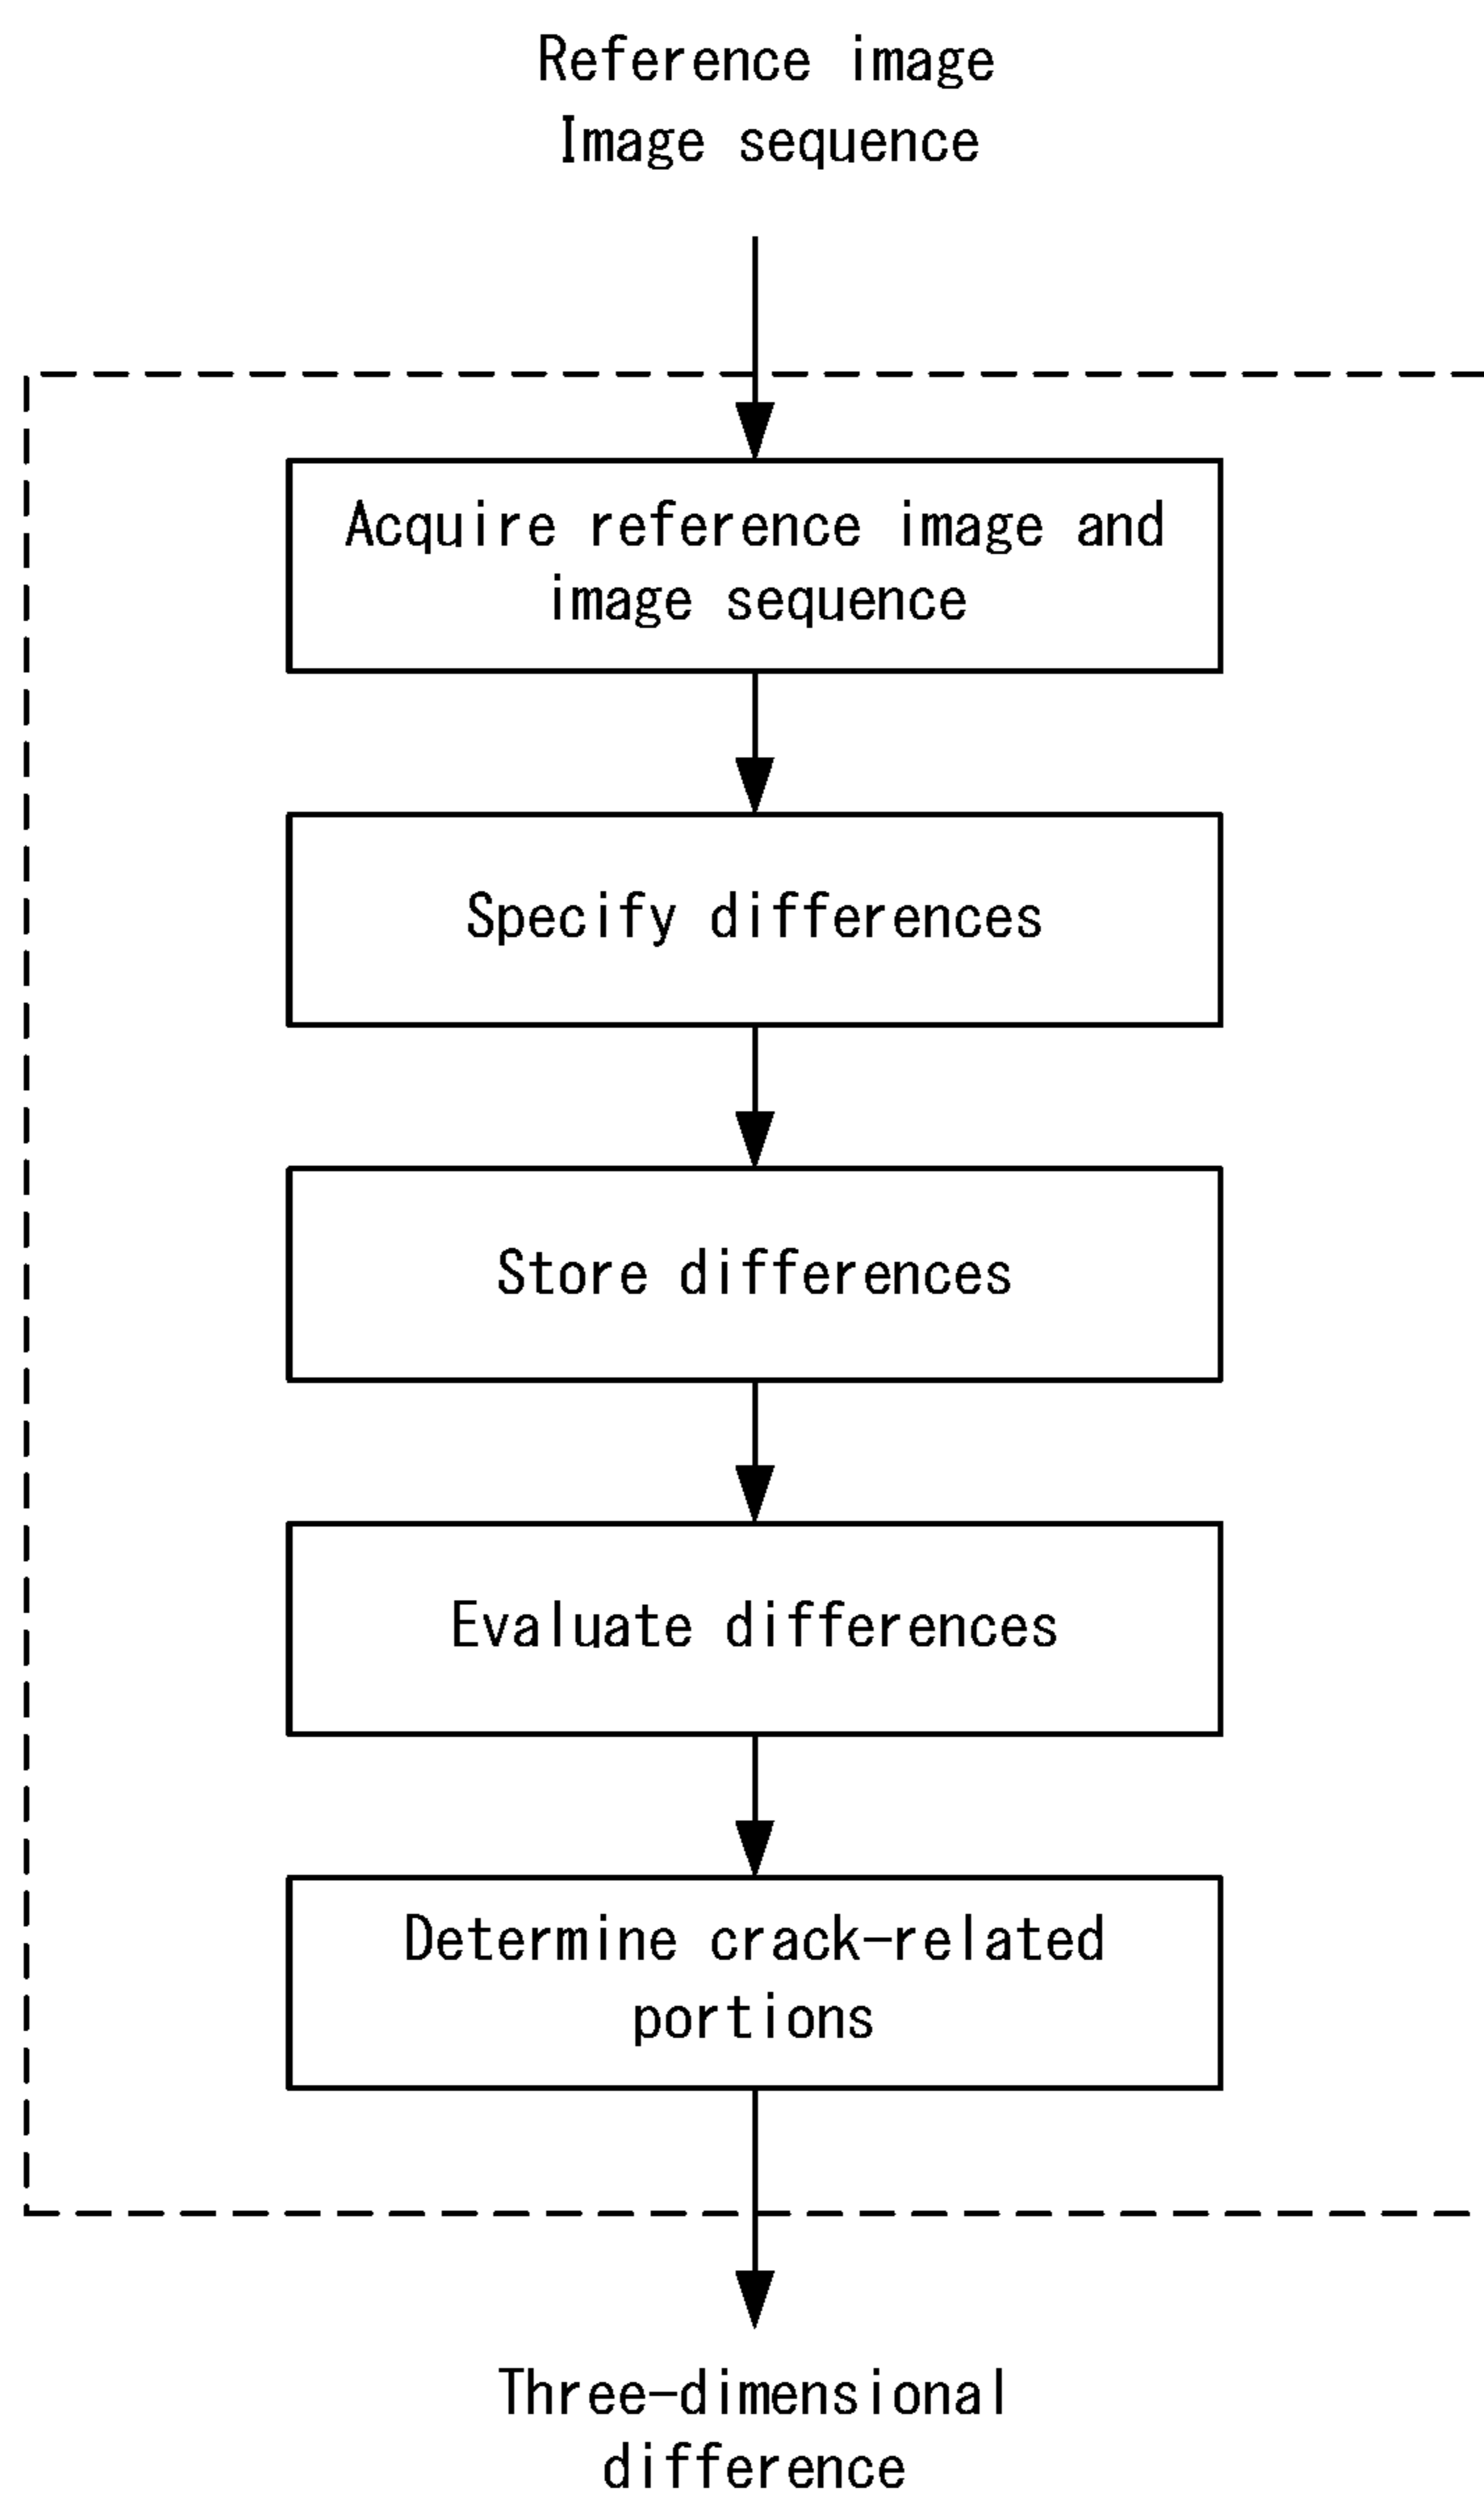 Reference image
Image sequence
Acquire reference image and
image sequence
Specify differences
Store differences
Evaluate differences
Determine crack-related
portions
Three-dimensional
difference